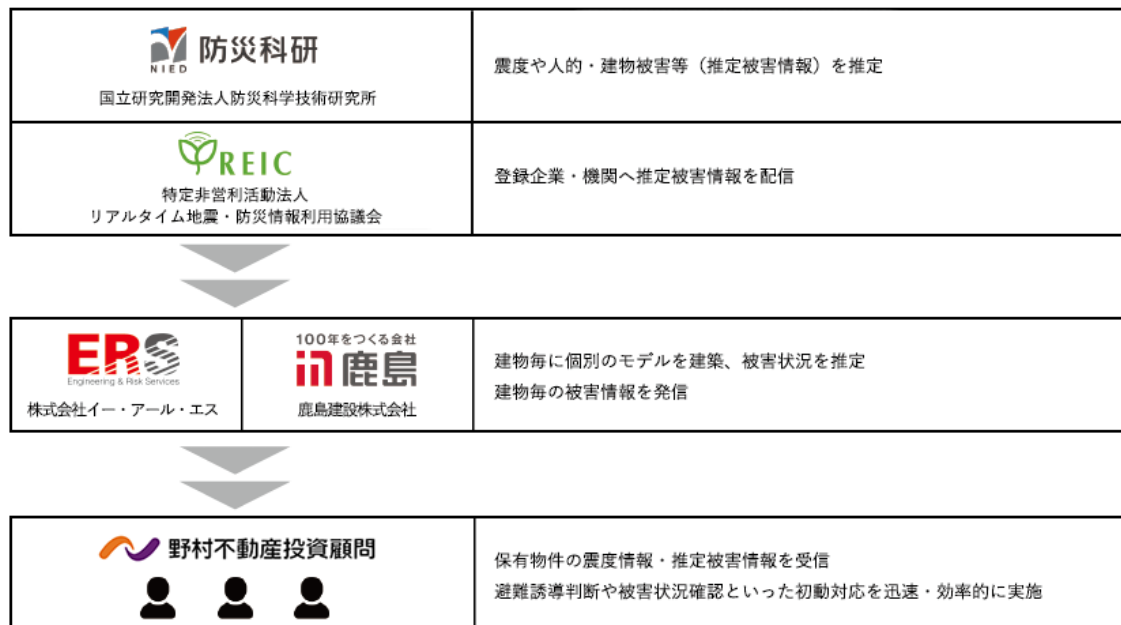 防災科研
NIED
国立研究開発法人防災科学技術研究所
震度や人的・建物被害等（推定被害情報）を推定
REIC
特定非営利活動法人
リアルタイム地震・防災情報利用協議会
登録企業・機関へ推定被害情報を配信
ERS
Engineering & Risk Services
株式会社イー・アール・エス
100年をつくる会社
鹿島
鹿島建設株式会社
建物毎に個別のモデルを建築、被害状況を推定
建物毎の被害情報を発信
野村不動産投資顧問
保有物件の震度情報・推定被害情報を受信
避難誘導判断や被害状況確認といった初動対応を迅速・効率的に実施